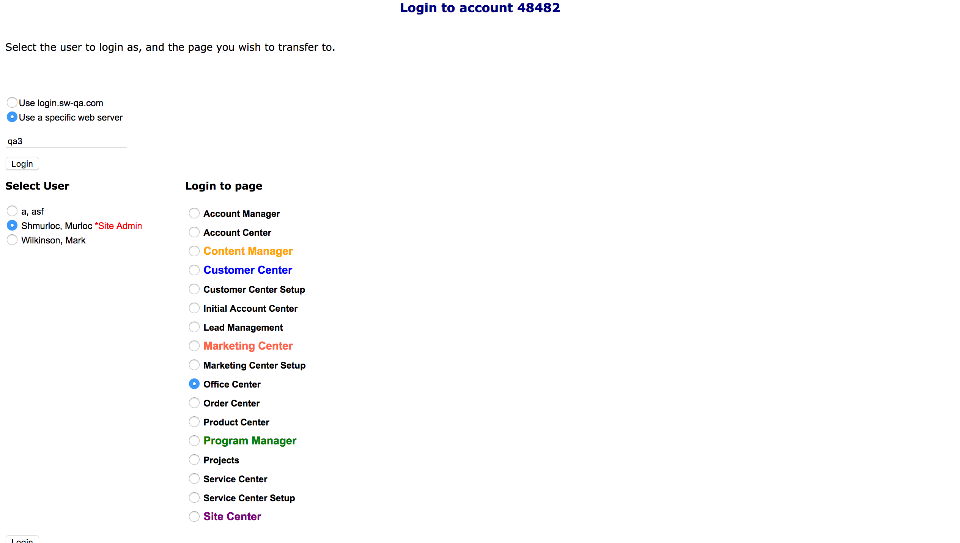 Login to account 48482
Select the user to login as, and the page you wish to transfer to.
Use login.sw-qa.com
Use a specific web server
qa3
Login
Select User
a, asf
Shmurloc, Murloc *Site Admin
Wilkinson, Mark
Login to page
Account Manager
Account Center
Content Manager
Customer Center
Customer Center Setup
Initial Account Center
Lead Management
Marketing Center
Marketing Center Setup
Office Center
Order Center
Product Center
Program Manager
Projects
Service Center
Service Center Setup
Site Center
Login